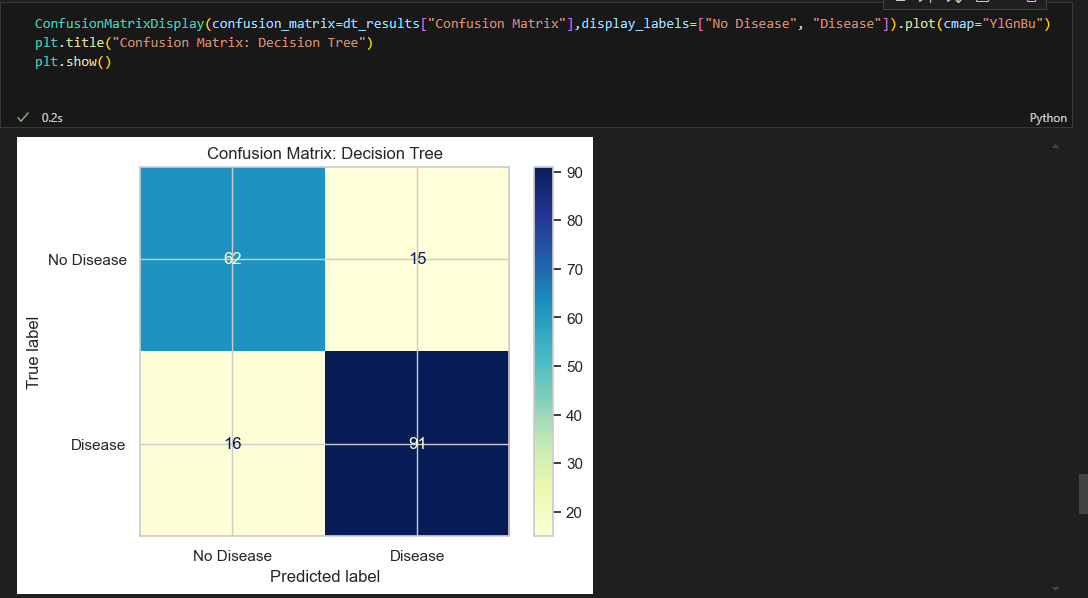 ConfusionMatrixDisplay(confusion_matrix=dt_results["Confusion Matrix"],display_labels=["No Disease", "Disease"]).plot(cmap="YlGnBu")
plt.title("Confusion Matrix: Decision Tree")
plt.show()
0.2s
Python
Confusion Matrix: Decision Tree
90
80
70
60
50
40
30
20
No Disease
62
15
True label
Disease
16
91
No Disease
Disease
Predicted label